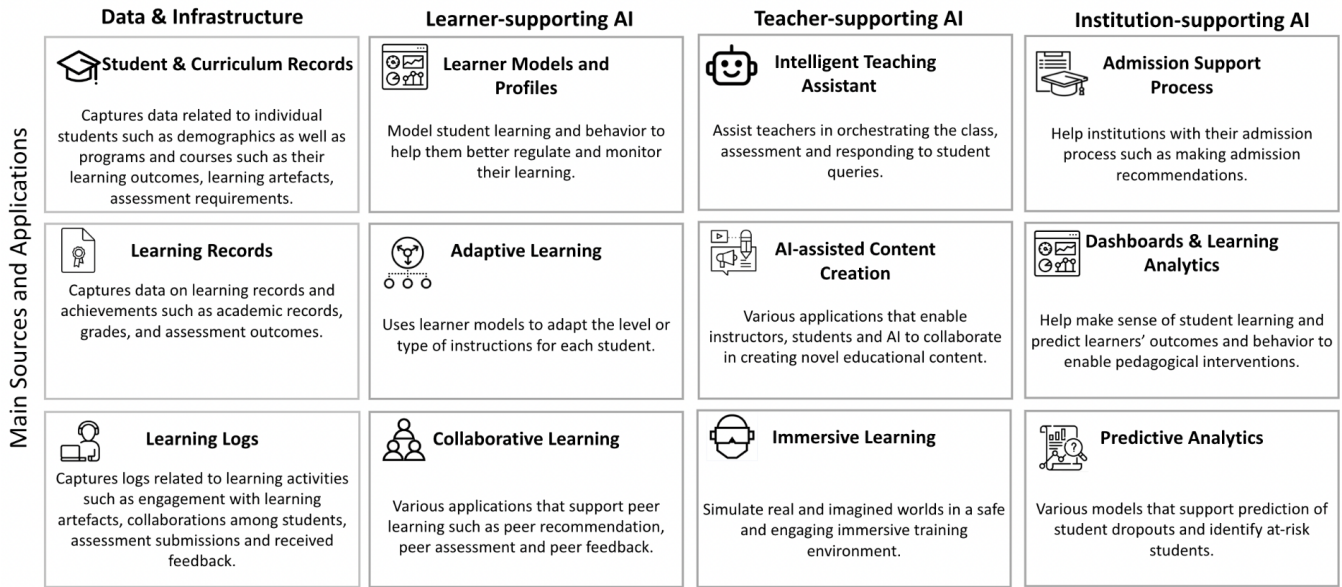 Data & Infrastructure
Learner-supporting AI
Teacher-supporting AI
Institution-supporting AI
Main Sources and Applications
Student & Curriculum Records
Captures data related to individual
students such as demographics as well as
programs and courses such as their
learning outcomes, learning artefacts,
assessment requirements.
Learner Models and
Profiles
Model student learning and behavior to
help them better regulate and monitor
their learning.
Intelligent Teaching
Assistant
Assist teachers in orchestrating the class,
assessment and responding to student
queries.
Admission Support
Process
Help institutions with their admission
process such as making admission
recommendations.
Learning Records
Captures data on learning records and
achievements such as academic records,
grades, and assessment outcomes.
Adaptive Learning
Uses learner models to adapt the level or
type of instructions for each student.
AI-assisted Content
Creation
Various applications that enable
instructors, students and AI to collaborate
in creating novel educational content.
Dashboards & Learning
Analytics
Help make sense of student learning and
predict learners’ outcomes and behavior to
enable pedagogical interventions.
Learning Logs
Captures logs related to learning activities
such as engagement with learning
artefacts, collaborations among students,
assessment submissions and received
feedback.
Collaborative Learning
Various applications that support peer
learning such as peer recommendation,
peer assessment and peer feedback.
Immersive Learning
Simulate real and imagined worlds in a safe
and engaging immersive training
environment.
Predictive Analytics
Various models that support prediction of
student dropouts and identify at-risk
students.